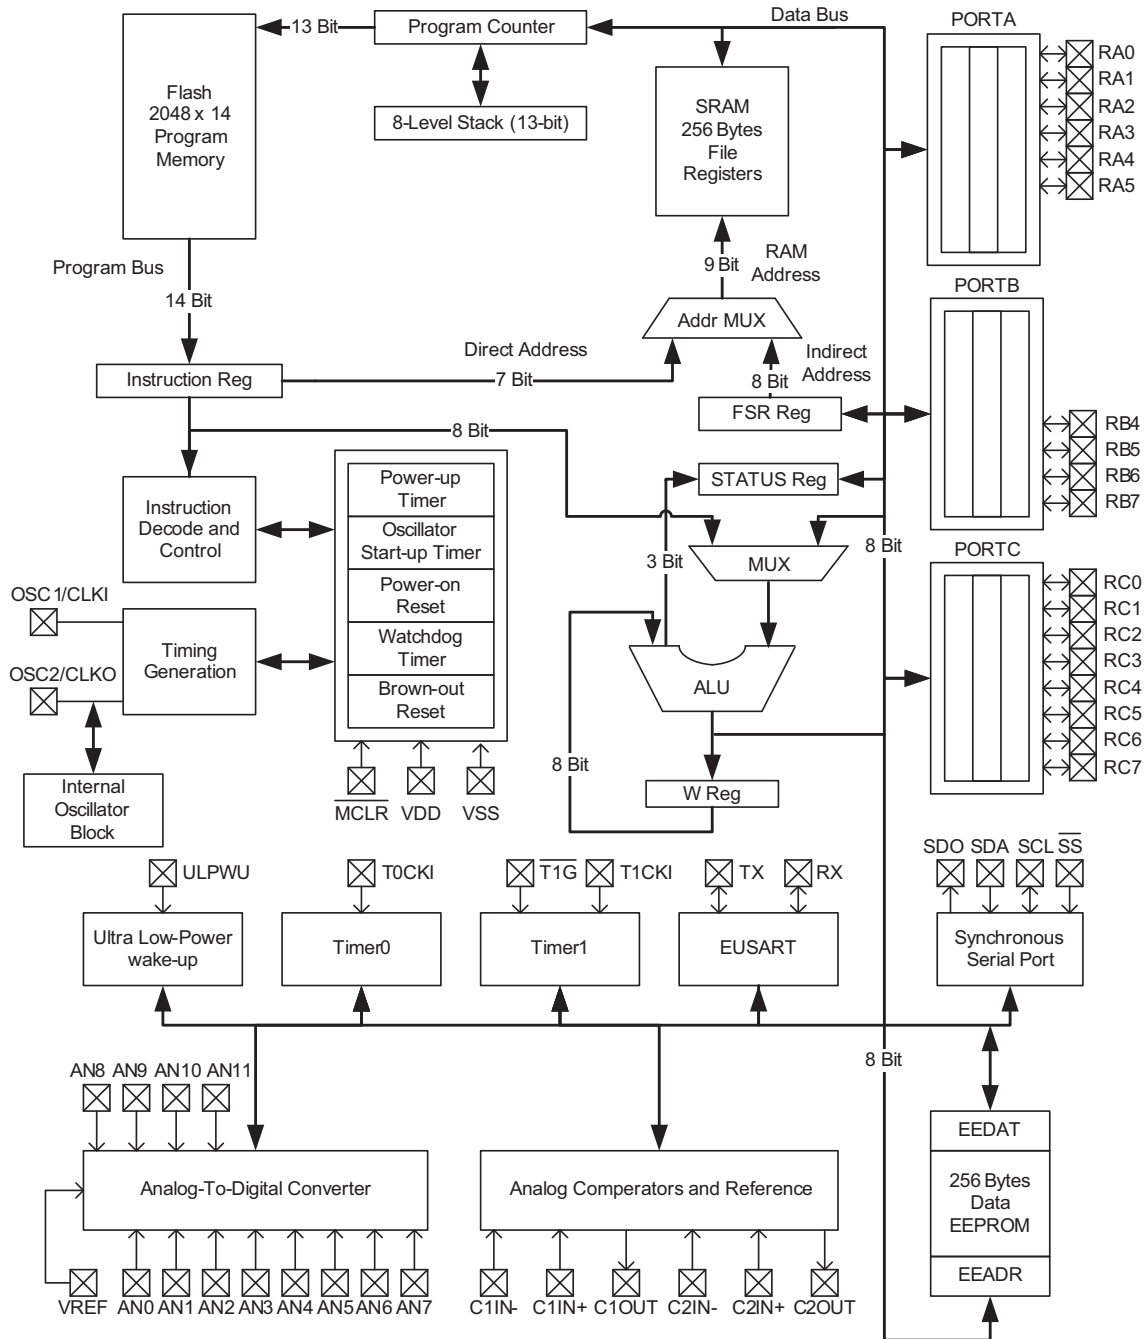 Data Bus
PORTA
13 Bit
Program Counter
Flash
2048 x 14
Program
Memory
8-Level Stack (13-bit)
SRAM
256 Bytes
File
Registers
RA0
RA1
RA2
RA3
RA4
RA5
Program Bus
14 Bit
9 Bit
RAM
Address
PORTB
Addr MUX
Direct Address
Indirect
Address
Instruction Reg
7 Bit
8 Bit
FSR Reg
8 Bit
RB4
RB5
RB6
RB7
Power-up
Timer
STATUS Reg
Instruction
Decode and
Control
Oscillator
Start-up Timer
3 Bit
MUX
8 Bit
PORTC
OSC1/CLKI
Power-on
Reset
Timing
Generation
Watchdog
Timer
OSC2/CLKO
Brown-out
Reset
ALU
RC0
RC1
RC2
RC3
RC4
RC5
RC6
RC7
8 Bit
Internal
Oscillator
Block
MCLR
VDD
VSS
W Reg
ULPWU
T0CKI
T1G
T1CKI
TX
RX
SDO
SDA
SCL
SS
Ultra Low-Power
wake-up
Timer0
Timer1
EUSART
Synchronous
Serial Port
8 Bit
AN8
AN9
AN10
AN11
EEDAT
Analog-To-Digital Converter
Analog Comperators and Reference
256 Bytes
Data
EEPROM
EEADR
VREF
AN0
AN1
AN2
AN3
AN4
AN5
AN6
AN7
C1IN-
C1IN+
C1OUT
C2IN-
C2IN+
C2OUT